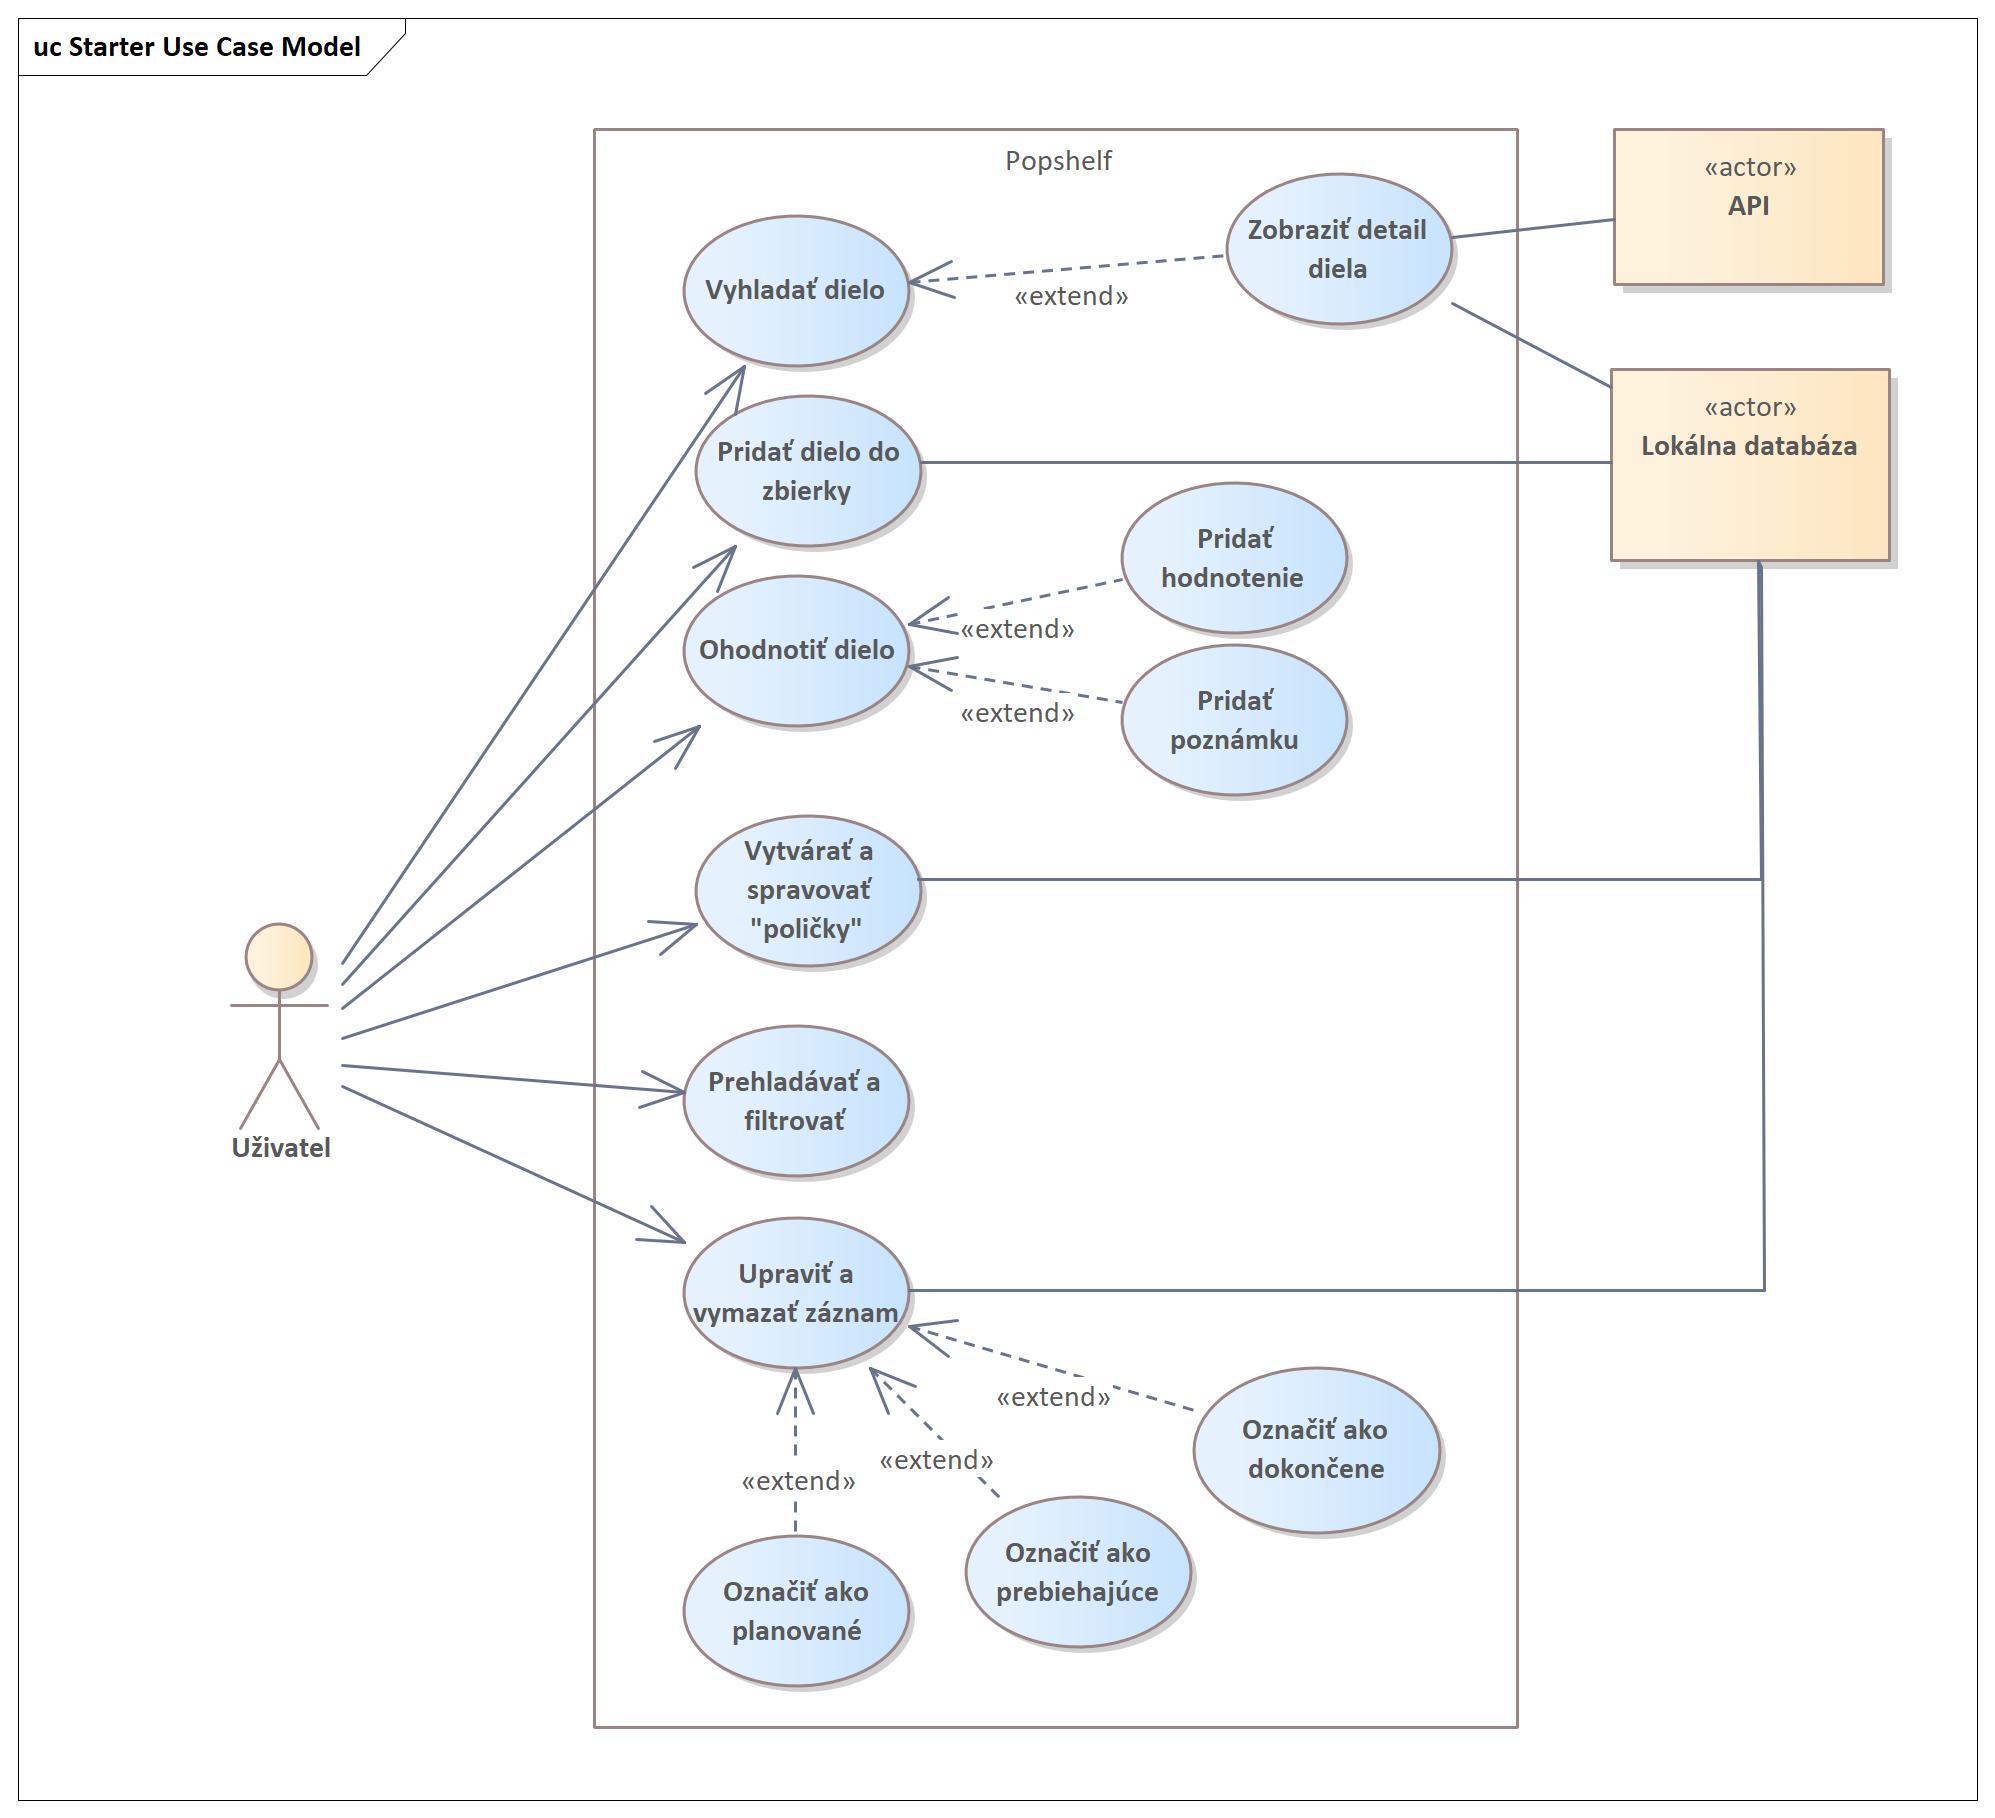 uc Starter Use Case Model
Popshelf
«actor»
API
Zobraziť detail
diela
Vyhladať dielo
«extend»
«actor»
Lokálna databáza
Pridať dielo do
zbierky
Pridať
hodnotenie
«extend»
Ohodnotiť dielo
«extend»
Pridať
poznámku
Vytvárať a
spravovať
"poličky"
Uživatel
Prehladávať a
filtrovať
Upraviť a
vymazať záznam
«extend»
«extend»
«extend»
Označiť ako
dokončene
Označiť ako
prebiehajúce
Označiť ako
planované